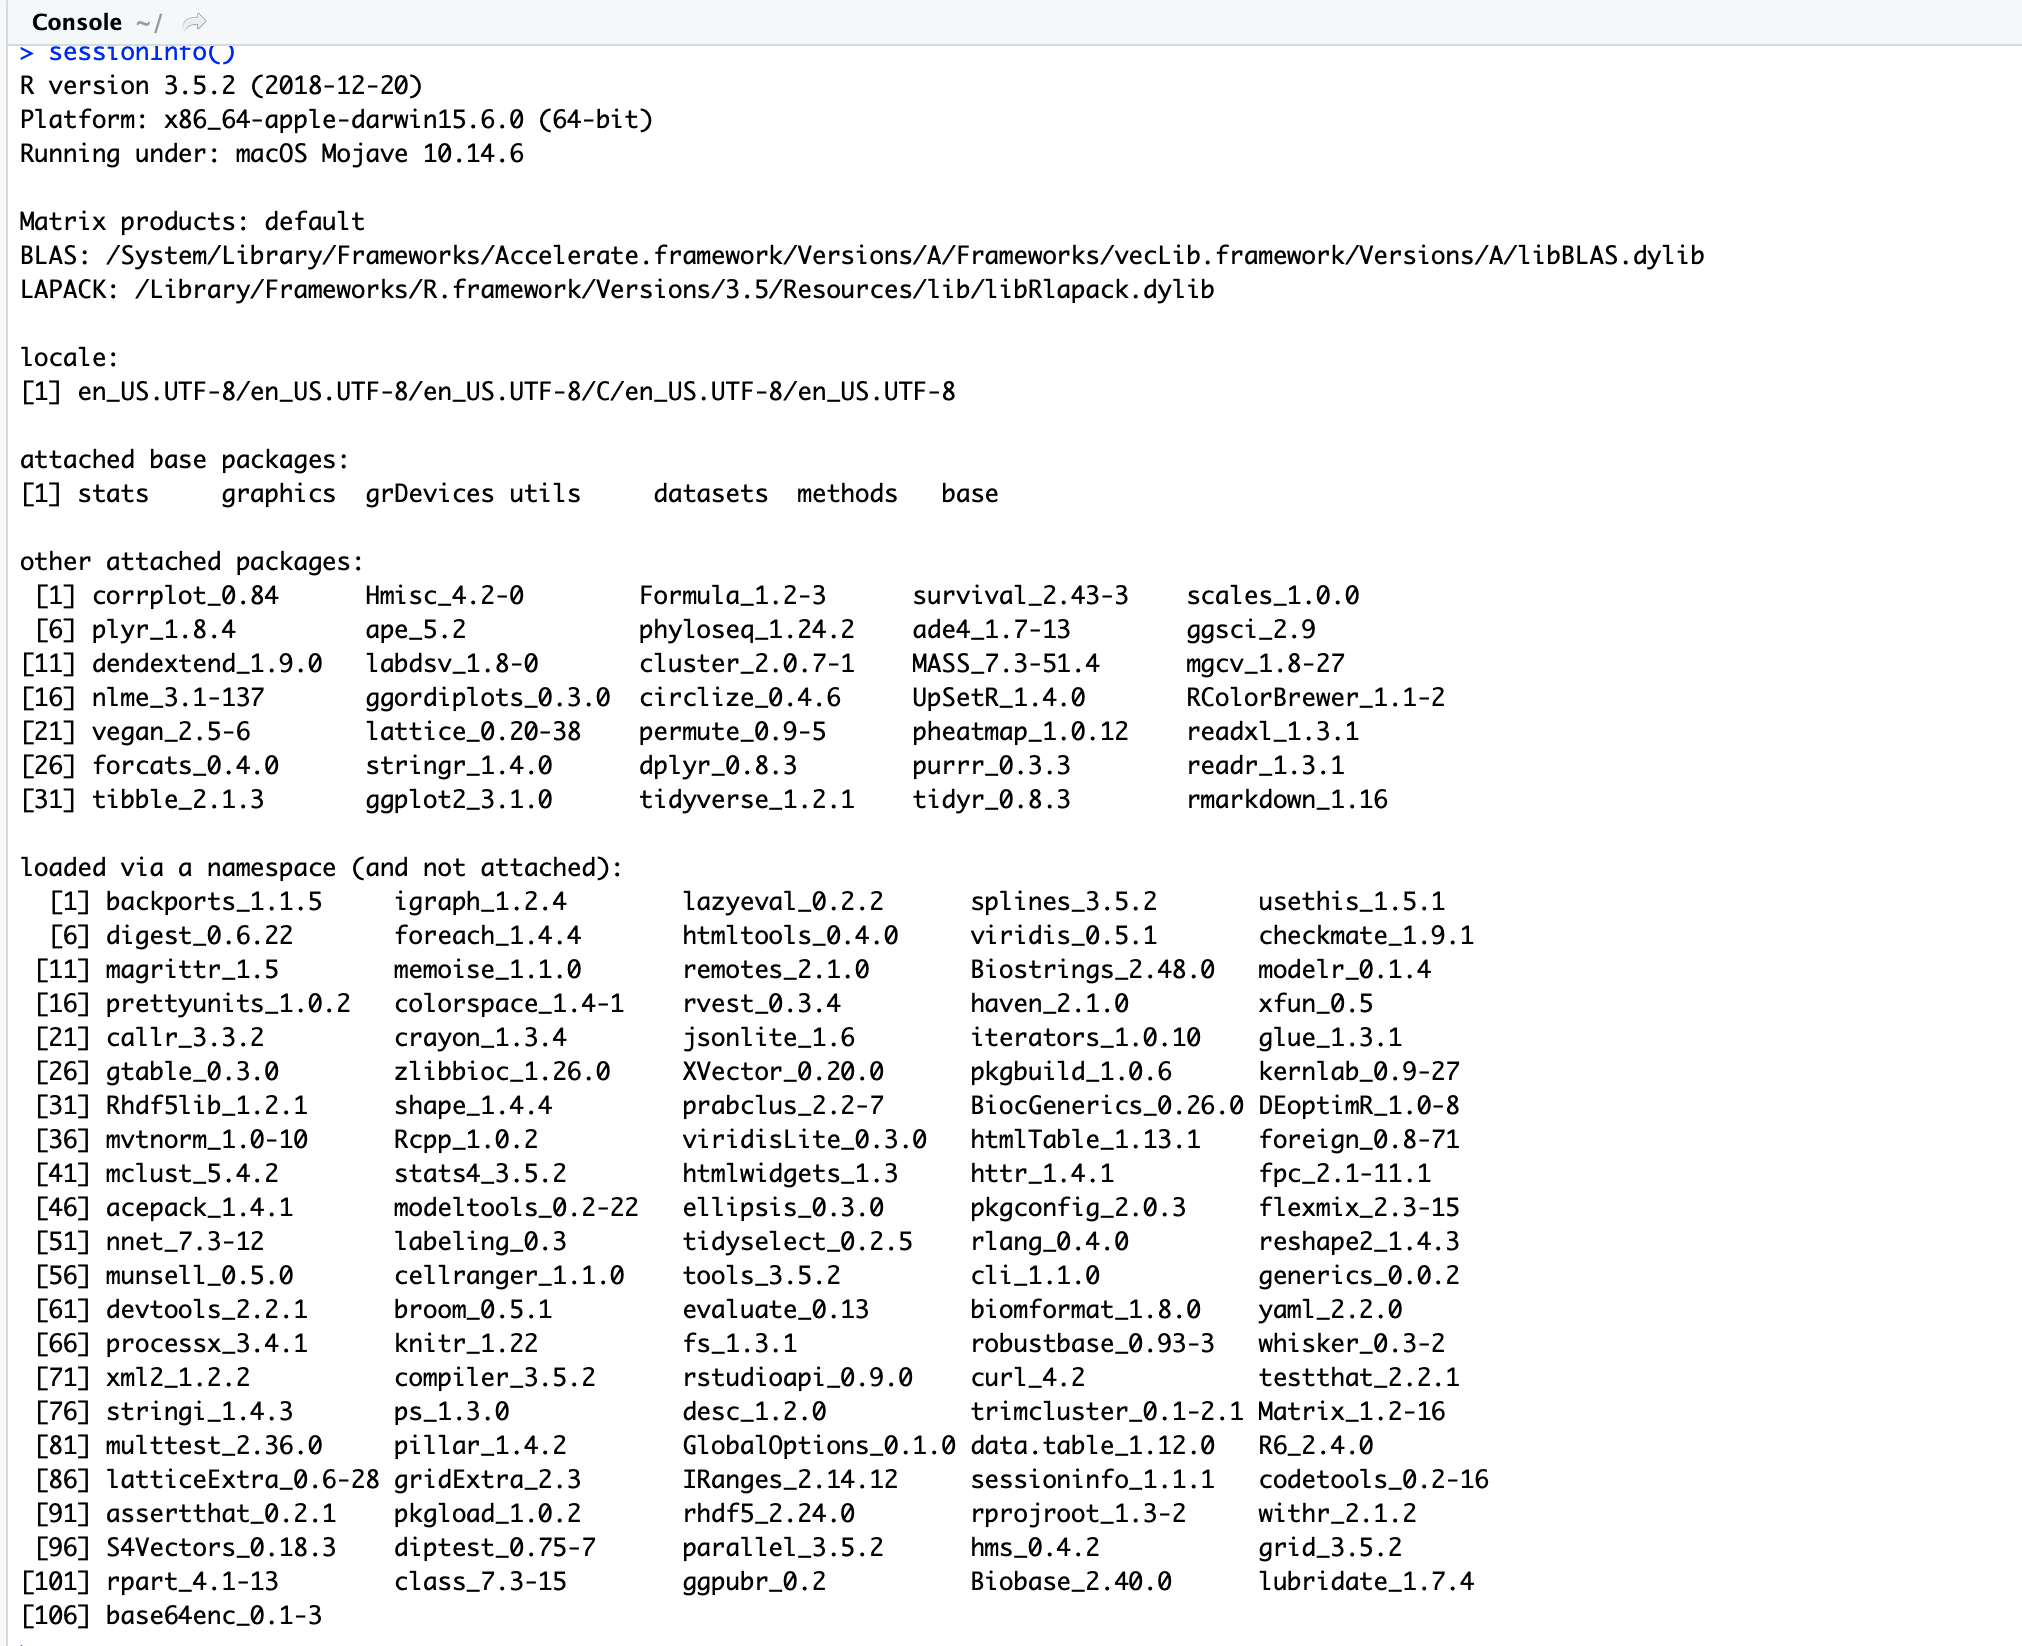 Console ~/
> sessionInfo()
R version 3.5.2 (2018-12-20)
Platform: x86_64-apple-darwin15.6.0 (64-bit)
Running under: macOS Mojave 10.14.6
Matrix products: default
BLAS: /System/Library/Frameworks/Accelerate.framework/Versions/A/Frameworks/vecLib.framework/Versions/A/libBLAS.dylib
LAPACK: /Library/Frameworks/R.framework/Versions/3.5/Resources/lib/libRlapack.dylib
locale:
[1] en_US.UTF-8/en_US.UTF-8/en_US.UTF-8/C/en_US.UTF-8/en_US.UTF-8
attached base packages:
[1] stats     graphics  grDevices utils     datasets  methods   base
other attached packages:
 [1] corrplot_0.84      Hmisc_4.2-0        Formula_1.2-3      survival_2.43-3    scales_1.0.0
 [6] plyr_1.8.4         ape_5.2            phyloseq_1.24.2    ade4_1.7-13        ggsci_2.9
[11] dendextend_1.9.0   labdsv_1.8-0       cluster_2.0.7-1    MASS_7.3-51.4      mgcv_1.8-27
[16] nlme_3.1-137       ggordiplots_0.3.0  circlize_0.4.6     UpSetR_1.4.0       RColorBrewer_1.1-2
[21] vegan_2.5-6        lattice_0.20-38    permute_0.9-5      pheatmap_1.0.12    readxl_1.3.1
[26] forcats_0.4.0      stringr_1.4.0      dplyr_0.8.3        purrr_0.3.3        readr_1.3.1
[31] tibble_2.1.3       ggplot2_3.1.0      tidyverse_1.2.1    tidyr_0.8.3        rmarkdown_1.16
loaded via a namespace (and not attached):
  [1] backports_1.1.5     igraph_1.2.4        lazyeval_0.2.2      splines_3.5.2       usethis_1.5.1
  [6] digest_0.6.22       foreach_1.4.4       htmltools_0.4.0     viridis_0.5.1       checkmate_1.9.1
 [11] magrittr_1.5        memoise_1.1.0       remotes_2.1.0       Biostrings_2.48.0   modelr_0.1.4
 [16] prettyunits_1.0.2   colorspace_1.4-1    rvest_0.3.4         haven_2.1.0         xfun_0.5
 [21] callr_3.3.2         crayon_1.3.4        jsonlite_1.6        iterators_1.0.10    glue_1.3.1
 [26] gtable_0.3.0        zlibbioc_1.26.0     XVector_0.20.0      pkgbuild_1.0.6      kernlab_0.9-27
 [31] Rhdf5lib_1.2.1      shape_1.4.4         prabclus_2.2-7      BiocGenerics_0.26.0 DEoptimR_1.0-8
 [36] mvtnorm_1.0-10      Rcpp_1.0.2          viridisLite_0.3.0   htmlTable_1.13.1    foreign_0.8-71
 [41] mclust_5.4.2        stats4_3.5.2        htmlwidgets_1.3     httr_1.4.1          fpc_2.1-11.1
 [46] acepack_1.4.1       modeltools_0.2-22   ellipsis_0.3.0      pkgconfig_2.0.3     flexmix_2.3-15
 [51] nnet_7.3-12         labeling_0.3        tidyselect_0.2.5    rlang_0.4.0         reshape2_1.4.3
 [56] munsell_0.5.0       cellranger_1.1.0    tools_3.5.2         cli_1.1.0           generics_0.0.2
 [61] devtools_2.2.1      broom_0.5.1         evaluate_0.13       biomformat_1.8.0    yaml_2.2.0
 [66] processx_3.4.1      knitr_1.22          fs_1.3.1            robustbase_0.93-3   whisker_0.3-2
 [71] xml2_1.2.2          compiler_3.5.2      rstudioapi_0.9.0    curl_4.2            testthat_2.2.1
 [76] stringi_1.4.3       ps_1.3.0            desc_1.2.0          trimcluster_0.1-2.1 Matrix_1.2-16
 [81] multtest_2.36.0     pillar_1.4.2        GlobalOptions_0.1.0 data.table_1.12.0   R6_2.4.0
 [86] latticeExtra_0.6-28 gridExtra_2.3       IRanges_2.14.12     sessioninfo_1.1.1   codetools_0.2-16
 [91] assertthat_0.2.1    pkgload_1.0.2       rhdf5_2.24.0        rprojroot_1.3-2     withr_2.1.2
 [96] S4Vectors_0.18.3    diptest_0.75-7      parallel_3.5.2      hms_0.4.2           grid_3.5.2
[101] rpart_4.1-13        class_7.3-15        ggpubr_0.2          Biobase_2.40.0      lubridate_1.7.4
[106] base64enc_0.1-3